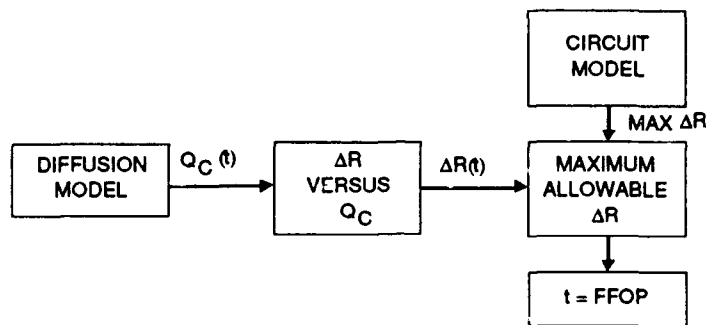 CIRCUIT
MODEL
MAX ΔR
DIFFUSION
MODEL
Q_C (t)
ΔR
VERSUS
Q_C
ΔR(t)
MAXIMUM
ALLOWABLE
ΔR
t = FFOP